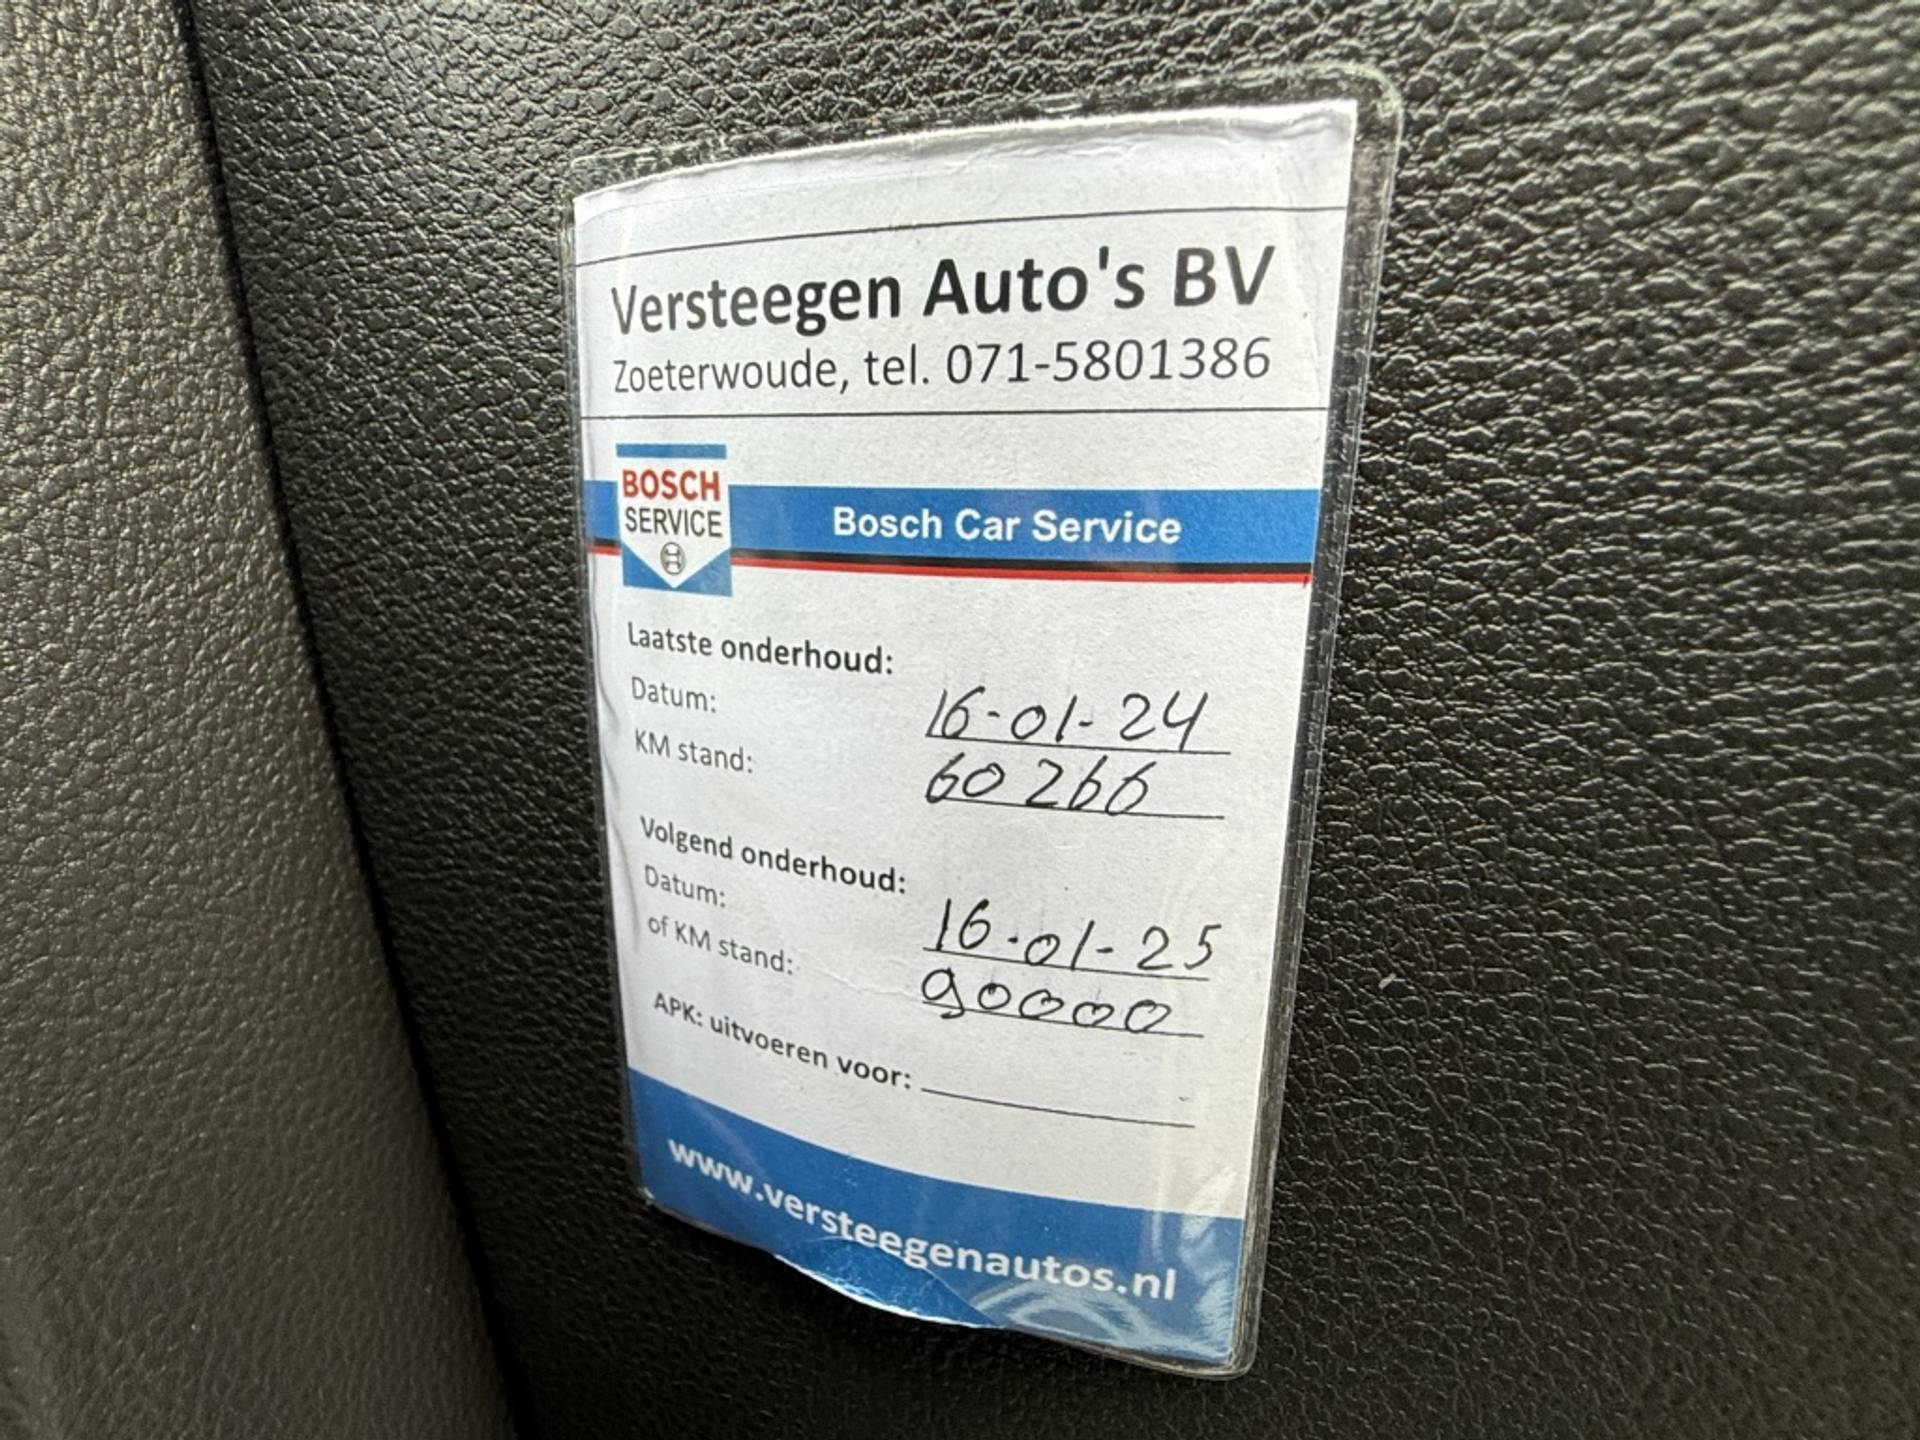 Versteegen Auto's BV
Zoeterwoude, tel. 071-5801386
BOSCH
SERVICE
Bosch Car Service
Laatste onderhoud:
Datum: 16-01-24
KM stand: 60266
Volgend onderhoud:
Datum: 16-01-25
of KM stand: 90000
APK: uitvoeren voor:
www.versteegenautos.nl